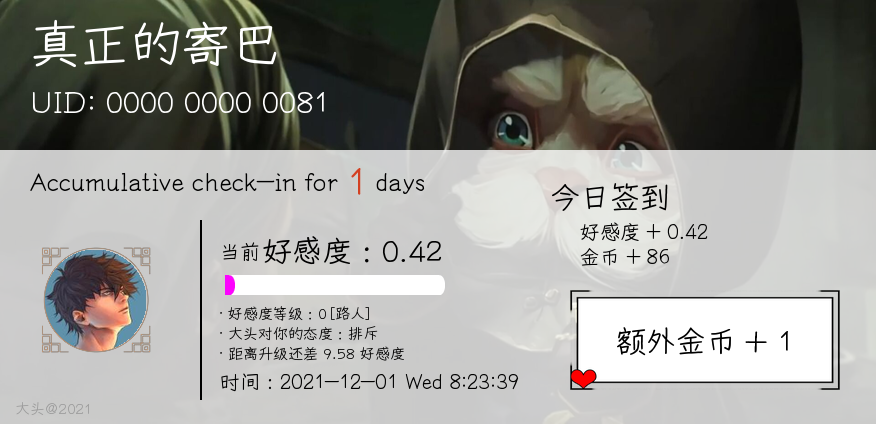 真正的寄巴
UID: 0000 0000 0081
Accumulative check-in for 1 days
当前好感度：0.42
· 好感度等级：0[路人]
· 大头对你的态度：排斥
· 距离升级还差 9.58 好感度
时间：2021-12-01 Wed 8:23:39
今日签到
好感度 + 0.42
金币 + 86
额外金币 + 1
大头@2021